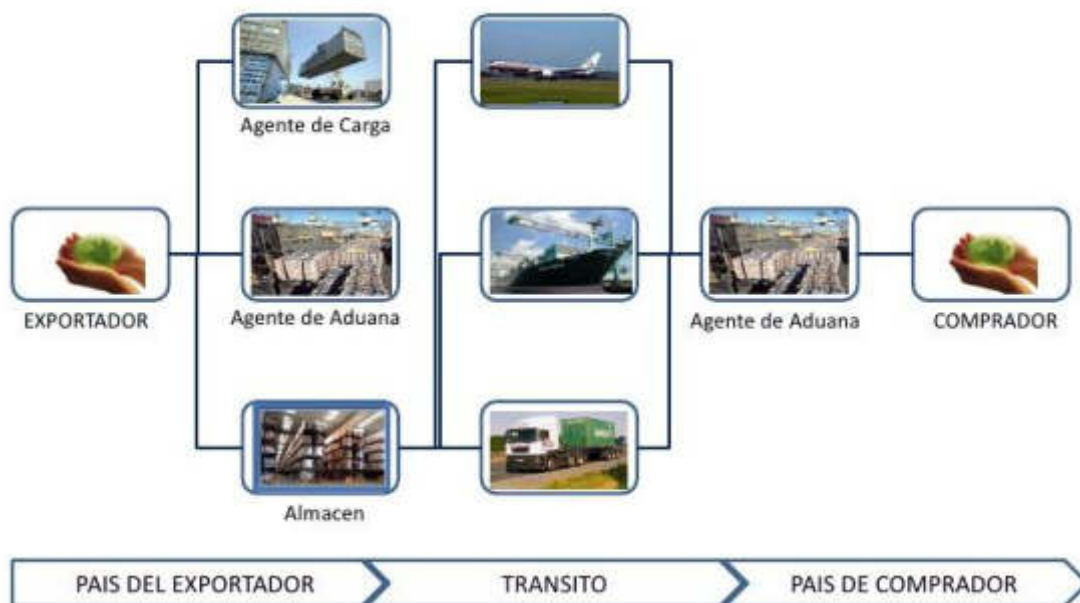 Agente de Carga
EXPORTADOR
Agente de Aduana
Agente de Aduana
COMPRADOR
Almacen
PAIS DEL EXPORTADOR
TRANSITO
PAIS DE COMPRADOR